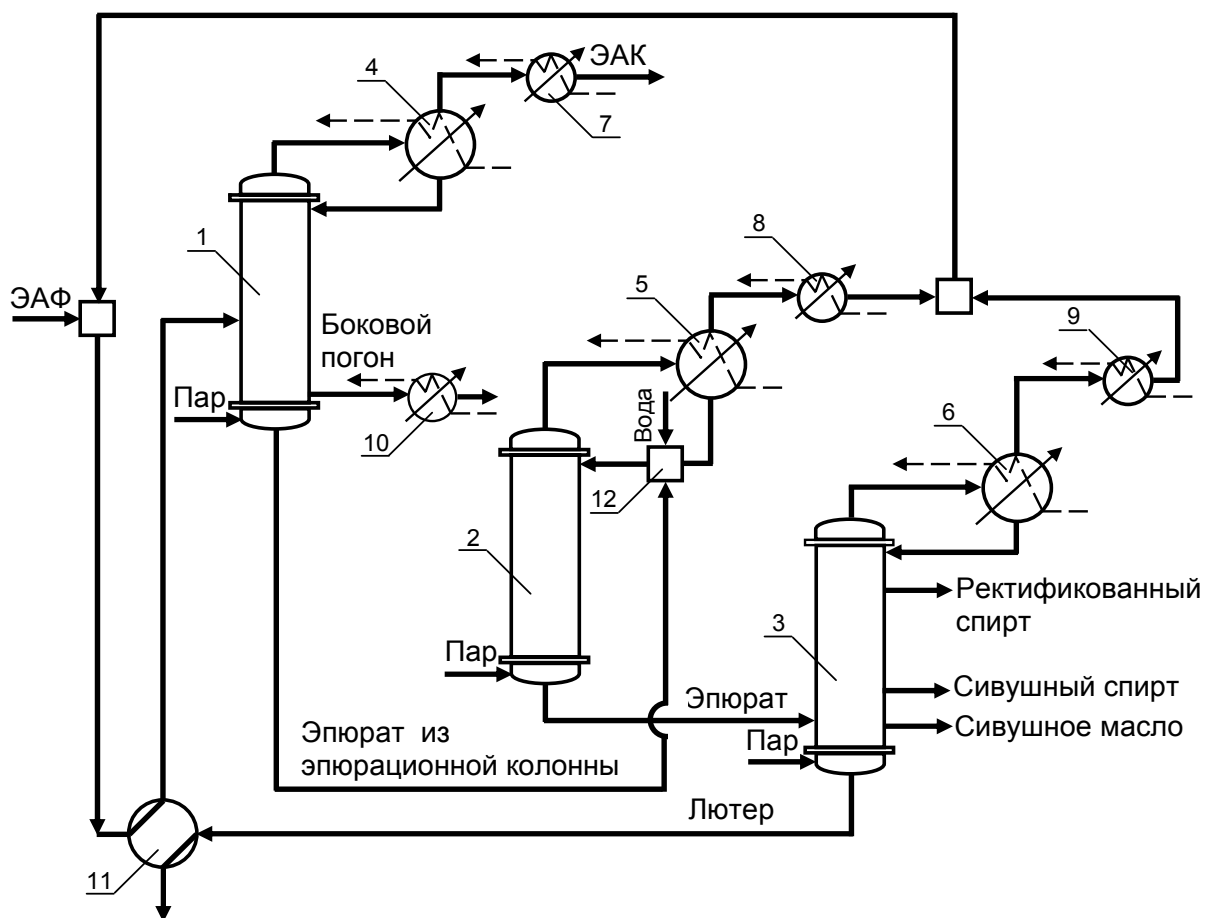 4
ЭАК
7
1
8
5
ЭАФ
Боковой
погон
9
Пар
Вода
10
6
12
2
Ректификованный
спирт
3
Пар
Эпюрат
Сивушный спирт
Сивушное масло
Эпюрат из
эпюрационной колонны
Пар
Лютер
11